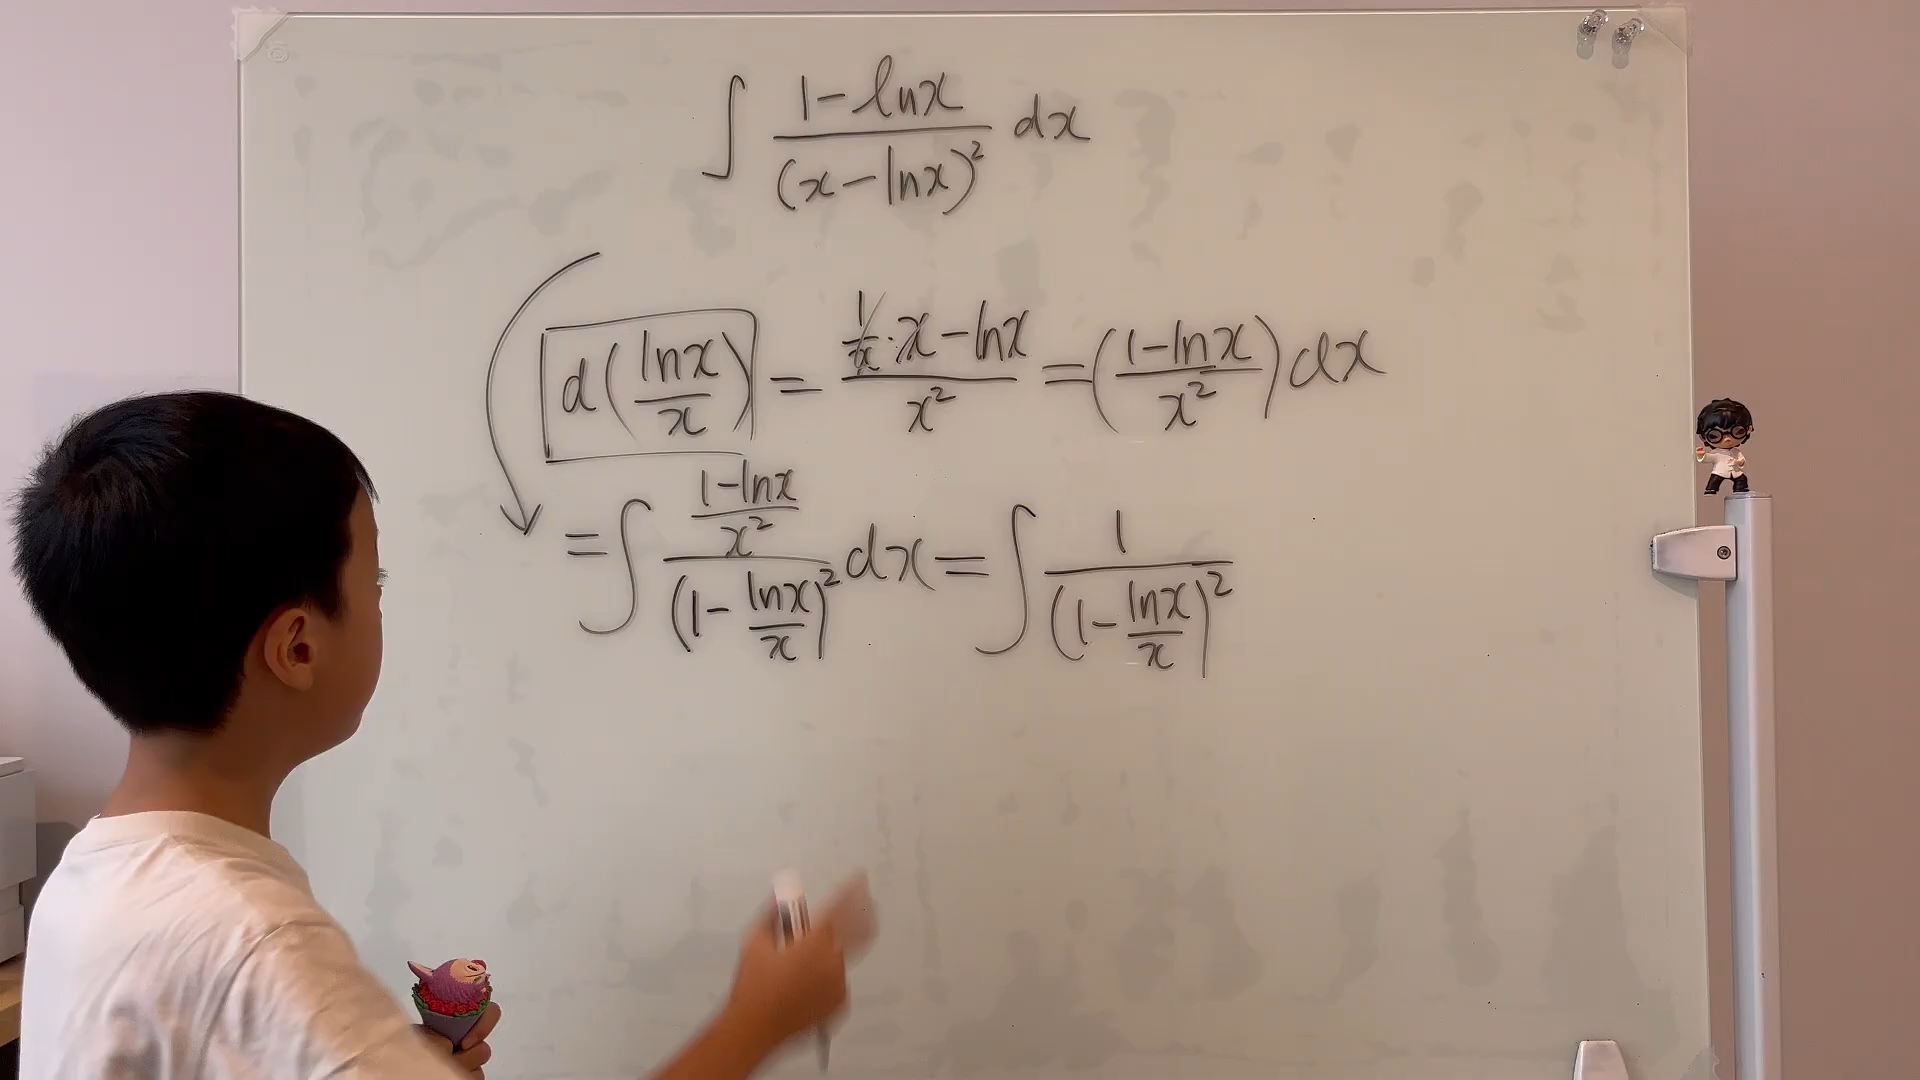 ∫ (1-lnx)/(x-lnx)² dx
d(lnx/x) = (1/x·x-lnx)/x² = ((1-lnx)/x²)dx
=∫ ((1-lnx)/x²)/(1-lnx/x)² dx = ∫ 1/(1-lnx/x)²